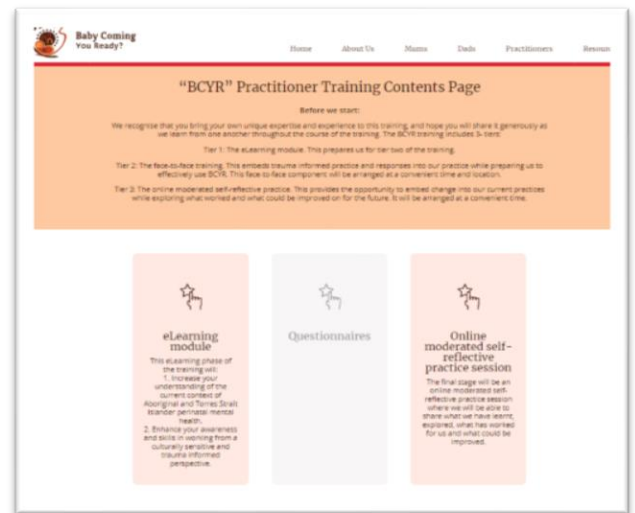 Baby Coming
You Ready?
Home About Us Mums Dads Practitioners Resourc
“BCYR” Practitioner Training Contents Page
Before we start:
We recognise that you bring your own unique expertise and experience to this training, and hope you will share it generously as
we learn from one another throughout the course of the training. The BCYR training includes 3- tiers:
Tier 1: The eLearning module. This prepares us for tier two of the training.
Tier 2: The face-to-face training. This embeds trauma informed practice and responses into our practice while preparing us to
effectively use BCYR. This face to face component will be arranged at a convenient time and location.
Tier 3: The online moderated self-reflective practice. This provides the opportunity to embed change into our current practices
while exploring what worked and what could be improved on for the future. It will be arranged at a convenient time.
eLearning
module
This eLearning phase of
the training will:
1. Increase your
understanding of the
current context of
Aboriginal and Torres Strait
Islander perinatal mental
health.
2. Enhance your awareness
and skills in working from a
culturally sensitive and
trauma informed
perspective.
Questionnaires
Online
moderated self-
reflective
practice session
The final stage will be an
online moderated self-
reflective practice session
where we will be able to
share what we have learnt,
explored, what has worked
for us and what could be
improved.